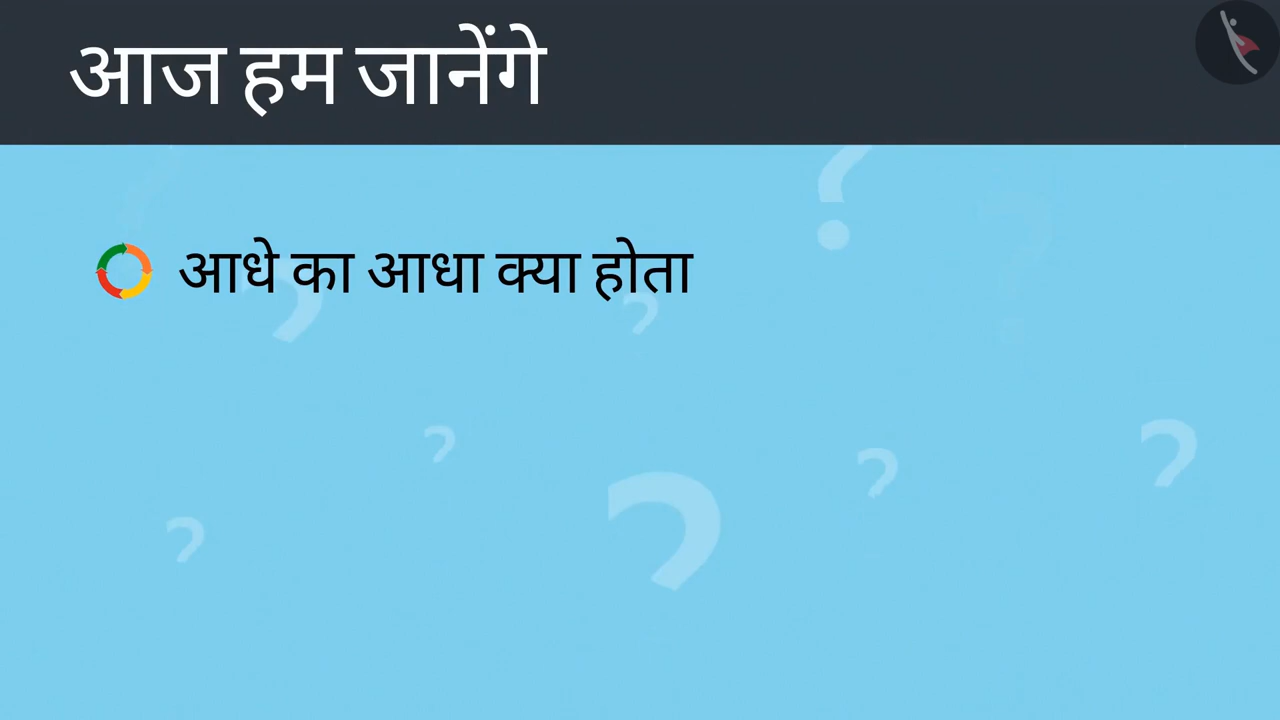 आज हम जानेंगे
आधे का आधा क्या होता